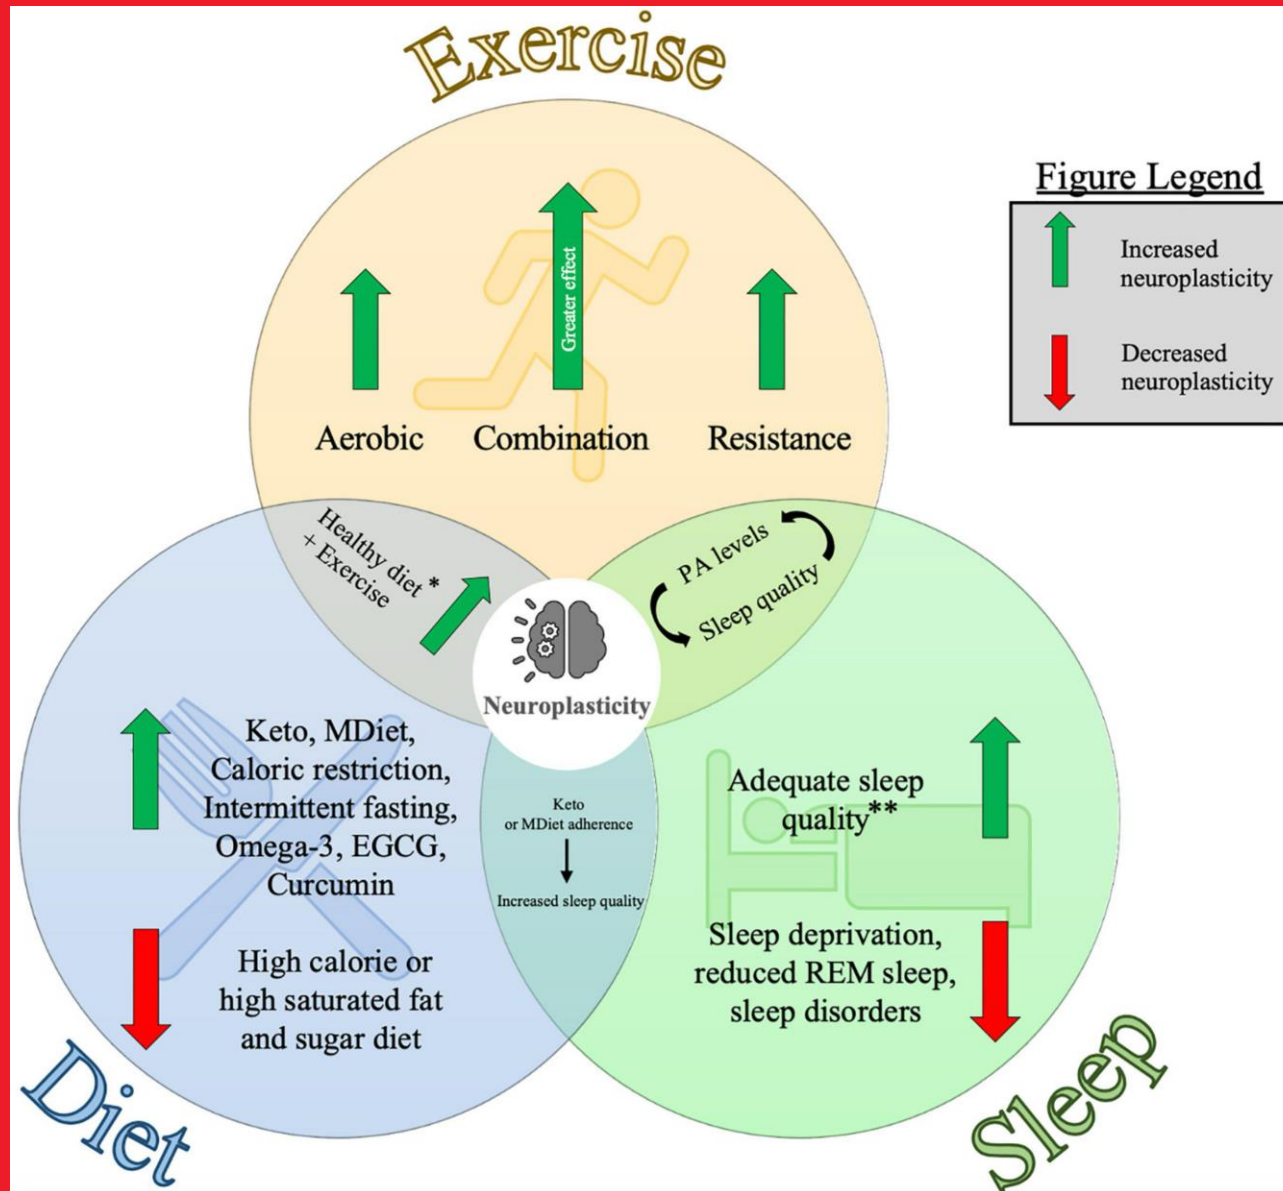 Exercise
Figure Legend
Increased
neuroplasticity
Decreased
neuroplasticity
Greater effect
Aerobic
Combination
Resistance
Healthy diet *
+ Exercise
PA levels
Sleep quality
Neuroplasticity
Keto, MDiet,
Caloric restriction,
Intermittent fasting,
Omega-3, EGCG,
Curcumin
High calorie or
high saturated fat
and sugar diet
Keto
or MDiet adherence
Increased sleep quality
Adequate sleep
quality**
Sleep deprivation,
reduced REM sleep,
sleep disorders
Diet
Sleep